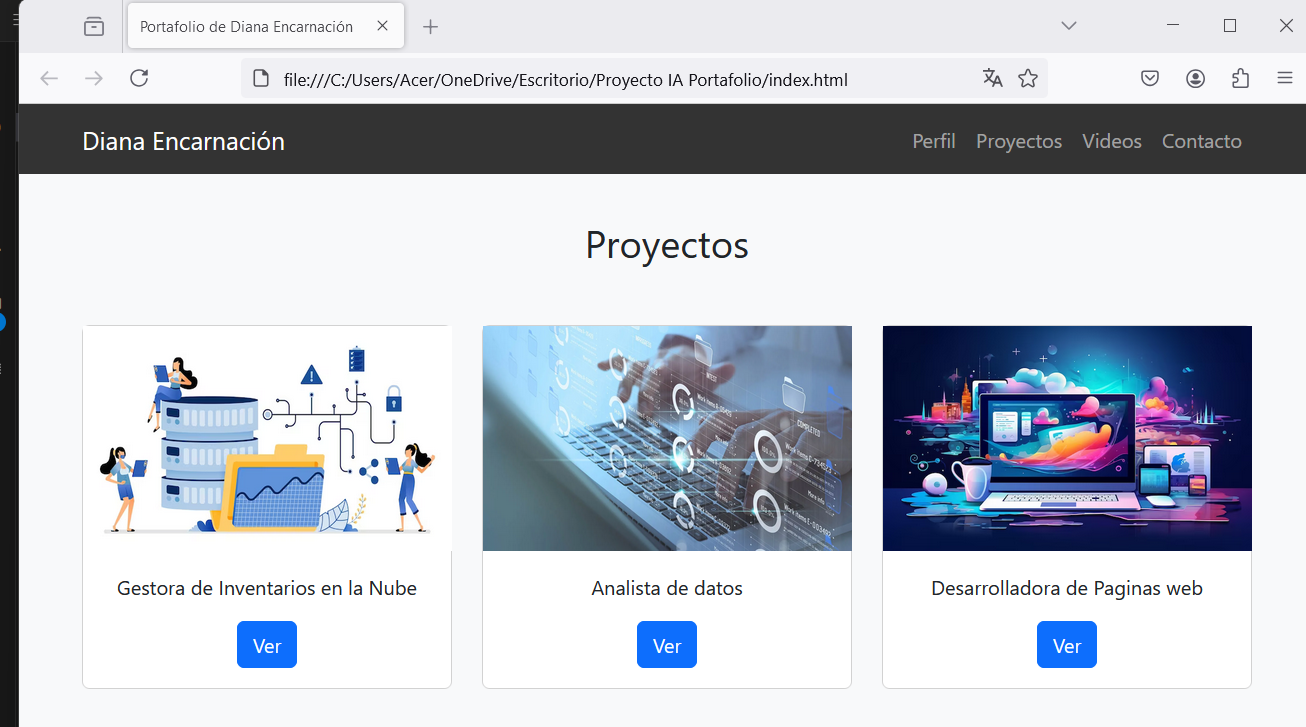 Portafolio de Diana Encarnación
file:///C:/Users/Acer/OneDrive/Escritorio/Proyecto IA Portafolio/index.html
Diana Encarnación
Perfil Proyectos Videos Contacto
Proyectos
COMPLETED
Gestora de Inventarios en la Nube
Analista de datos
Desarrolladora de Paginas web
Ver
Ver
Ver